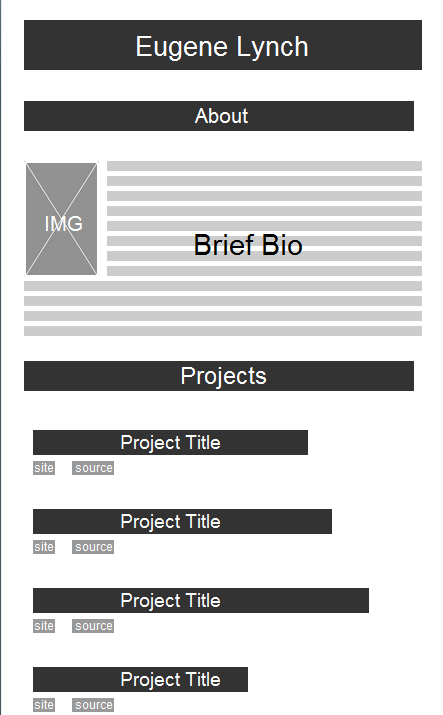 Eugene Lynch
About
IMG
Brief Bio
Projects
Project Title
site source
Project Title
site source
Project Title
site source
Project Title
site source